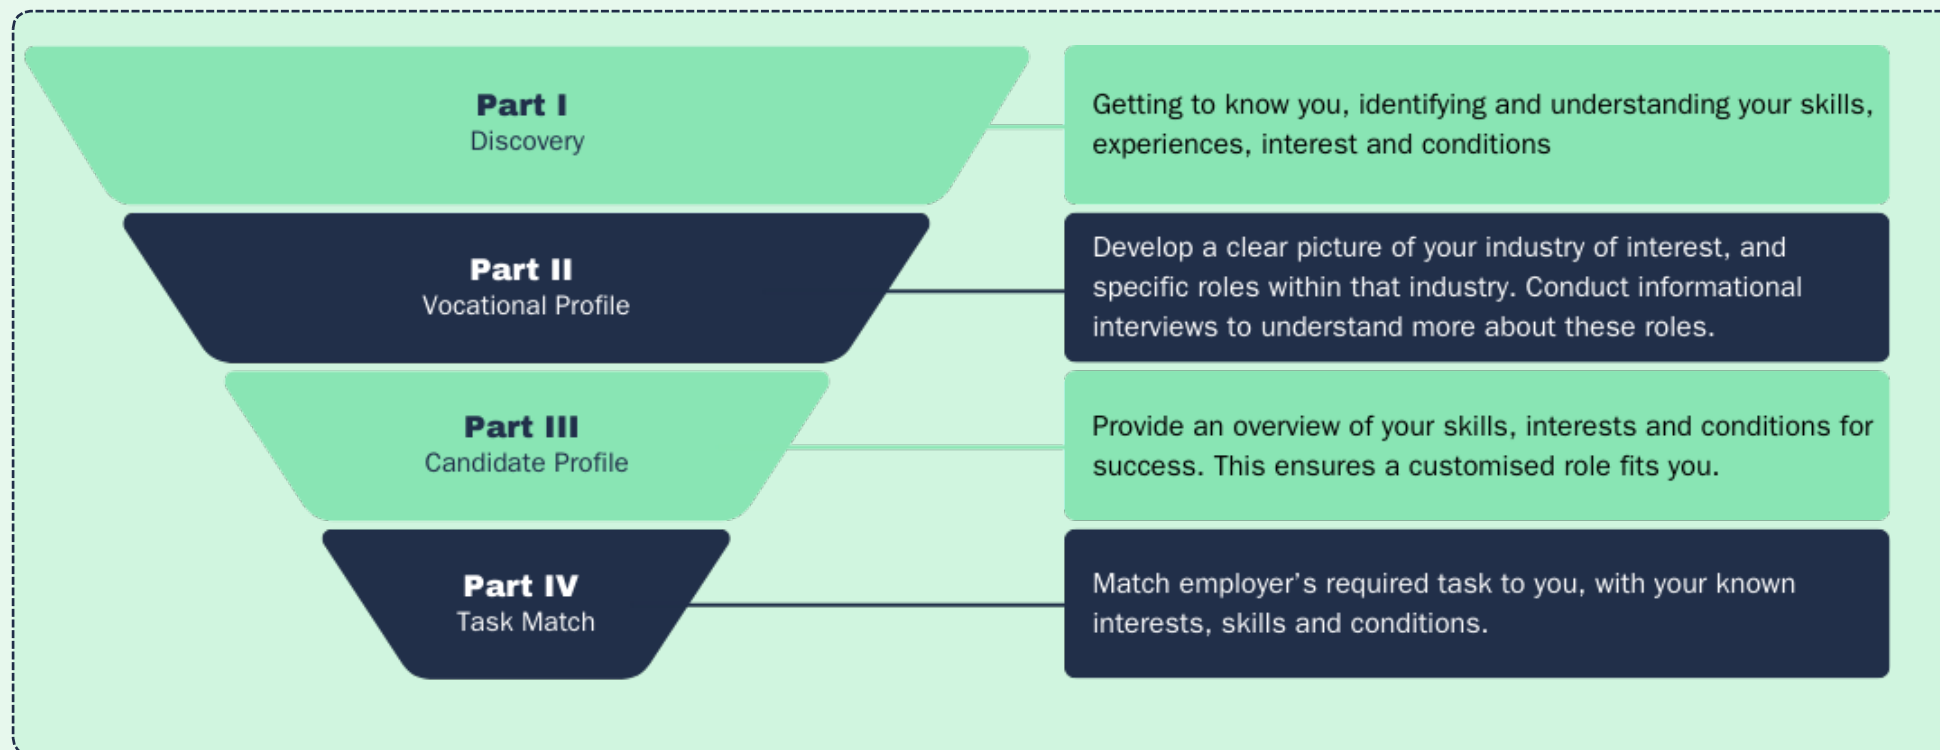 Part I
Discovery
Getting to know you, identifying and understanding your skills,
experiences, interest and conditions
Part II
Vocational Profile
Develop a clear picture of your industry of interest, and
specific roles within that industry. Conduct informational
interviews to understand more about these roles.
Part III
Candidate Profile
Provide an overview of your skills, interests and conditions for
success. This ensures a customised role fits you.
Part IV
Task Match
Match employer’s required task to you, with your known
interests, skills and conditions.